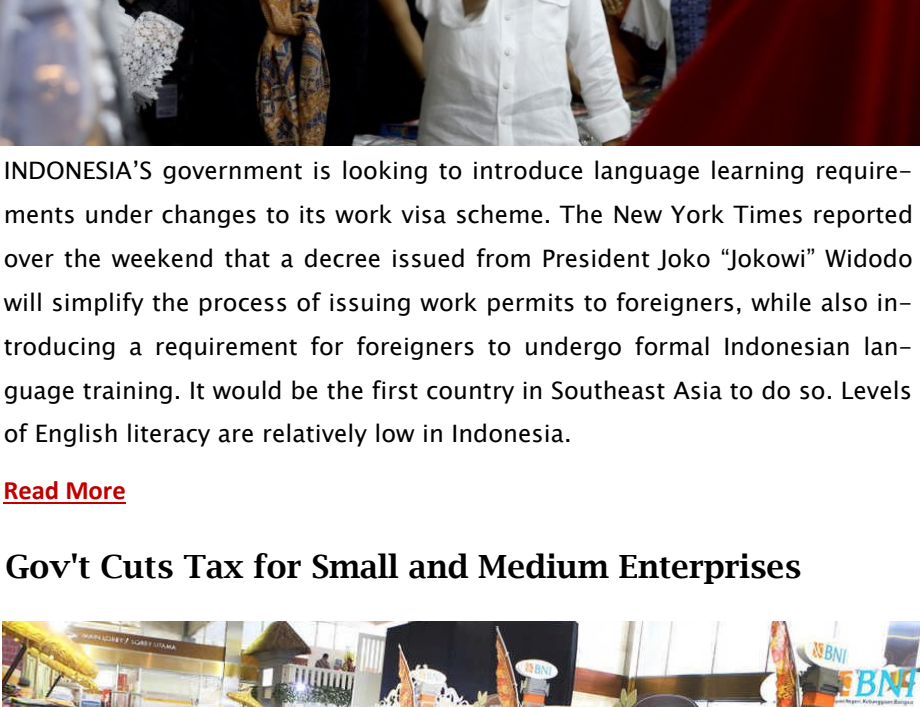 INDONESIA’S government is looking to introduce language learning require-
ments under changes to its work visa scheme. The New York Times reported
over the weekend that a decree issued from President Joko “Jokowi” Widodo
will simplify the process of issuing work permits to foreigners, while also in-
troducing a requirement for foreigners to undergo formal Indonesian lan-
guage training. It would be the first country in Southeast Asia to do so. Levels
of English literacy are relatively low in Indonesia.
Read More
Gov't Cuts Tax for Small and Medium Enterprises
MAIN LOBBY / LOBBY UTAMA
BNI
BNI
BNI